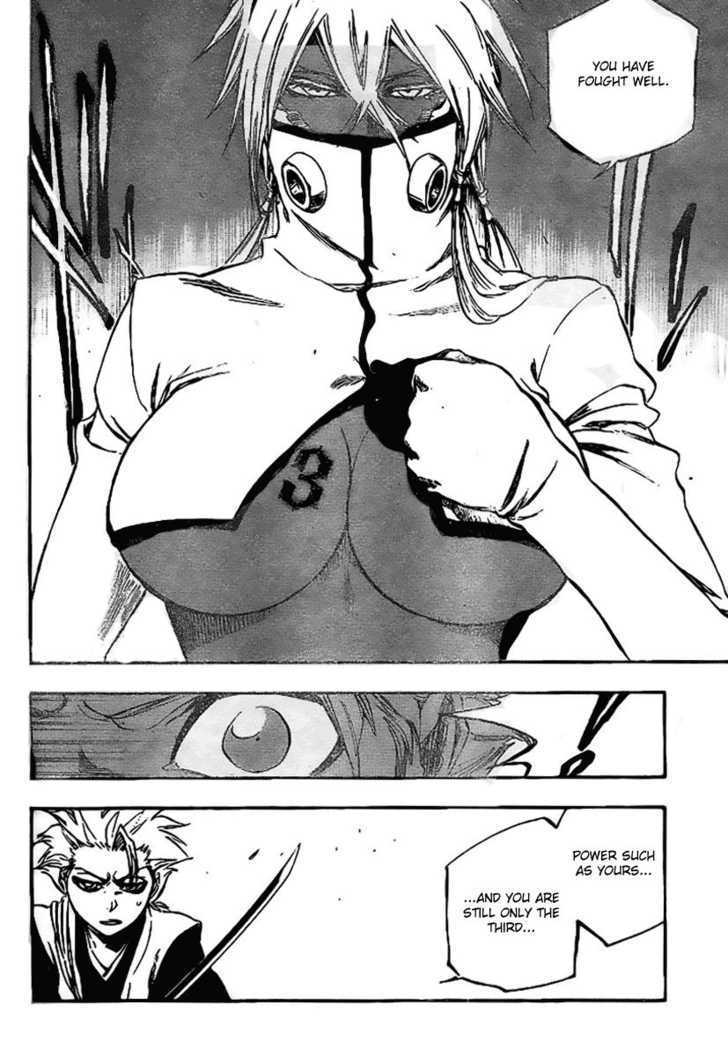 YOU HAVE
FOUGHT WELL.
3
POWER SUCH
AS YOURS...
...AND YOU ARE
STILL ONLY THE
THIRD...